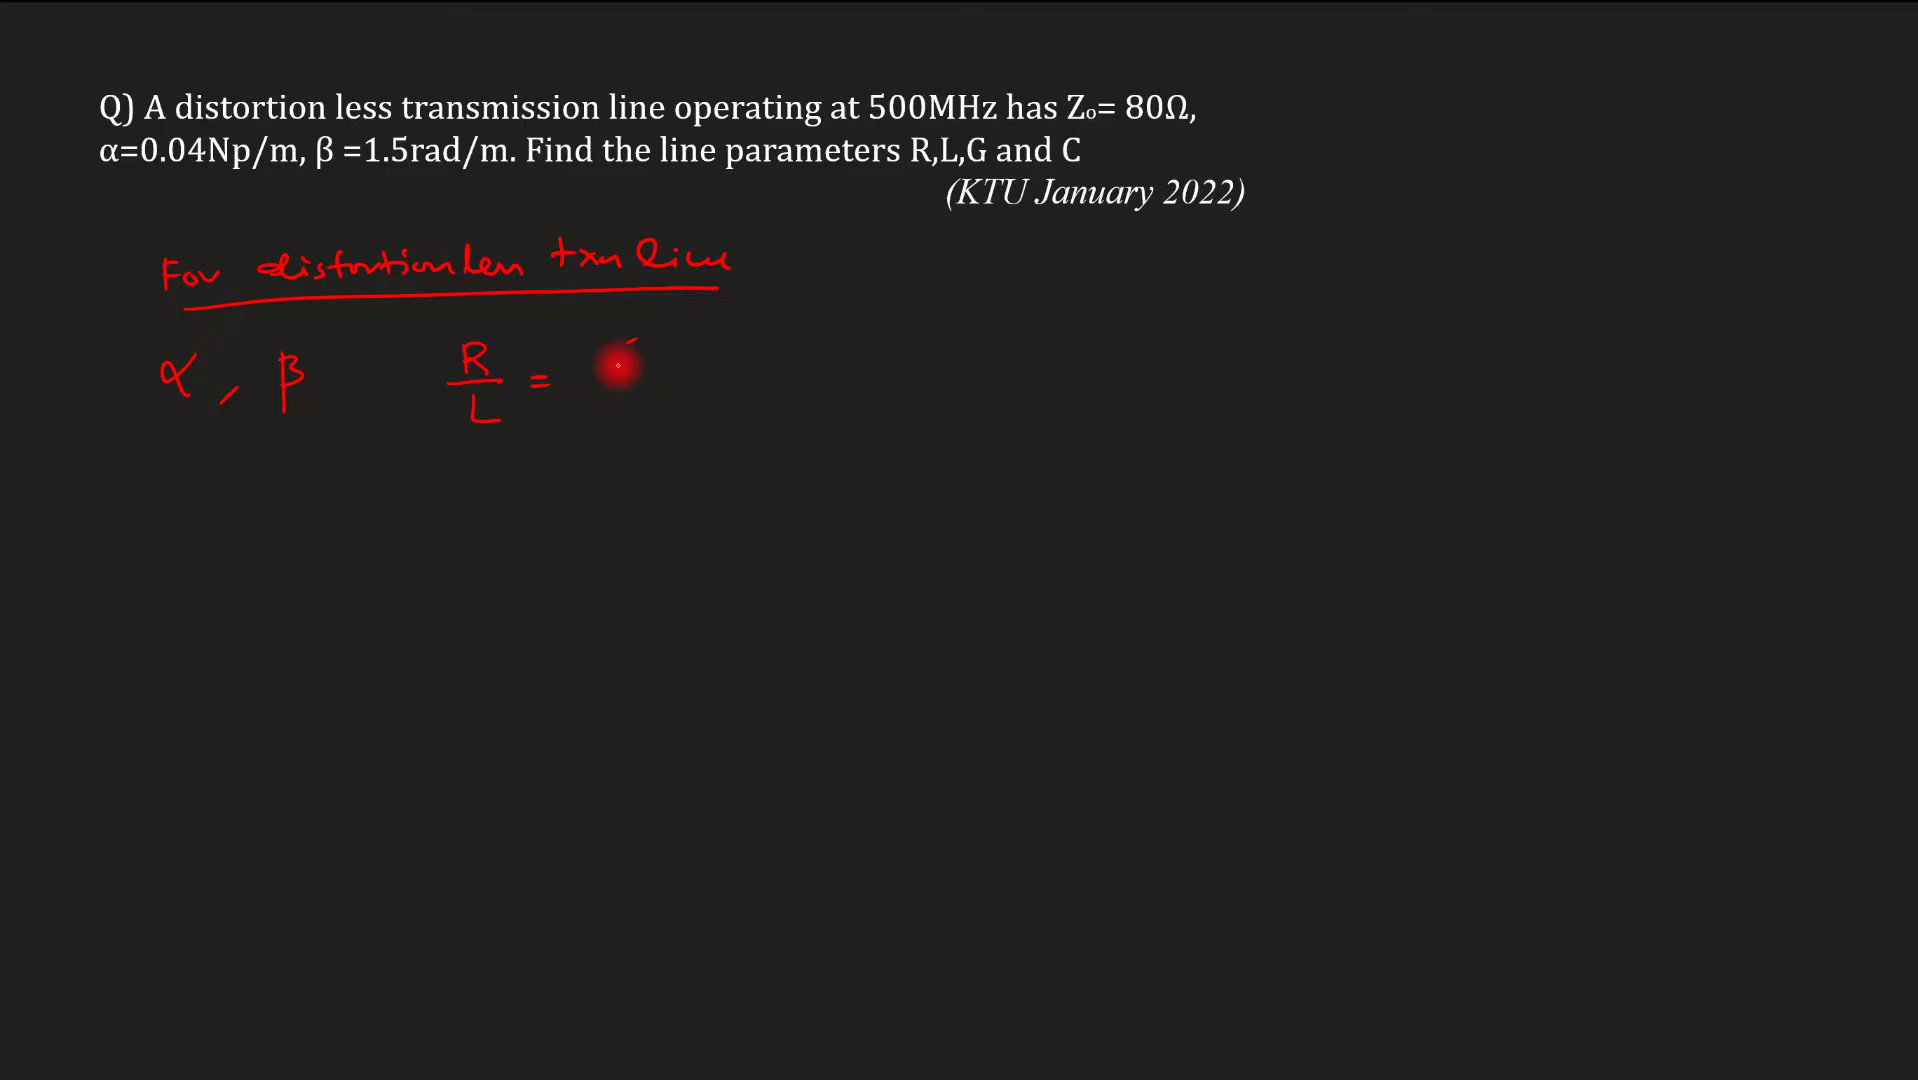 Q) A distortion less transmission line operating at 500MHz has Zₒ= 80Ω,
α=0.04Np/m, β =1.5rad/m. Find the line parameters R,L,G and C
(KTU January 2022)
For distortionless txn line
α, β R/L =